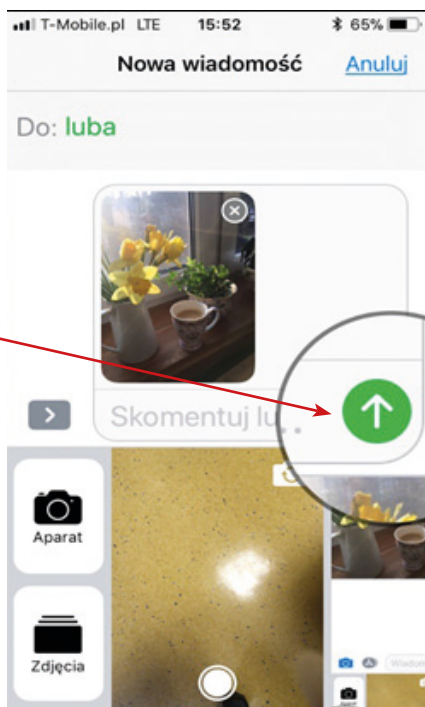 T-Mobile.pl LTE 15:52 65%
Nowa wiadomość Anuluj
Do: luba
Skomentuj lu
Aparat
Zdjęcia